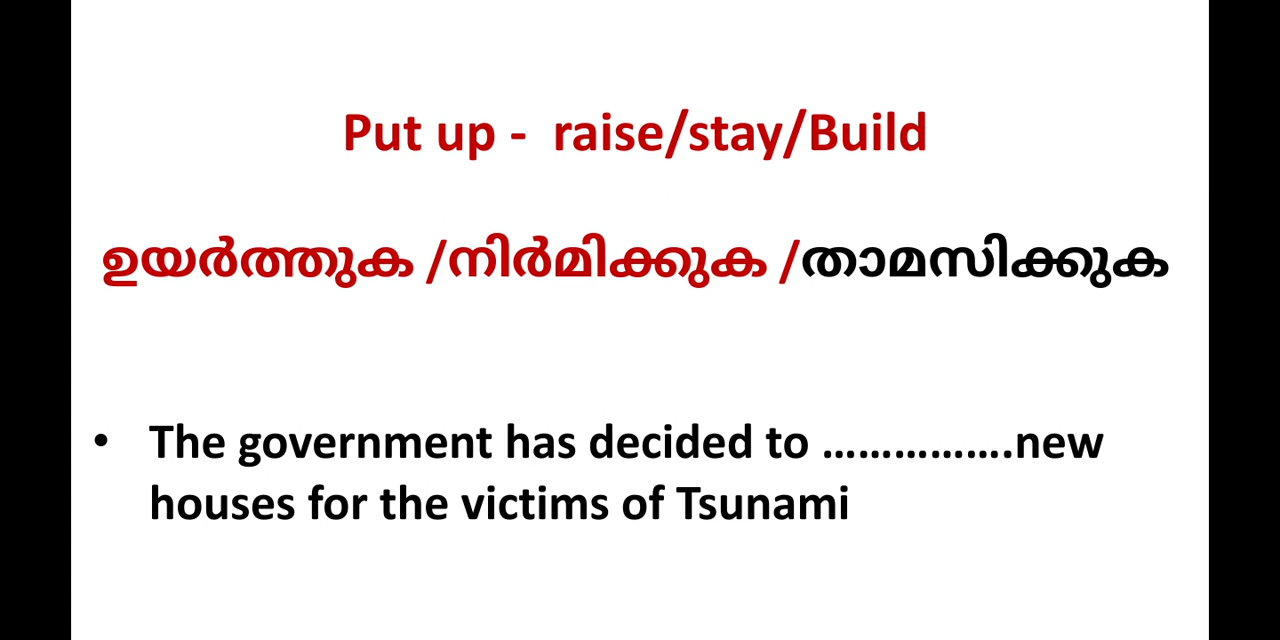 Put up -  raise/stay/Build
ഉയർത്തുക /നിർമിക്കുക /താമസിക്കുക
• The government has decided to …………….new
houses for the victims of Tsunami